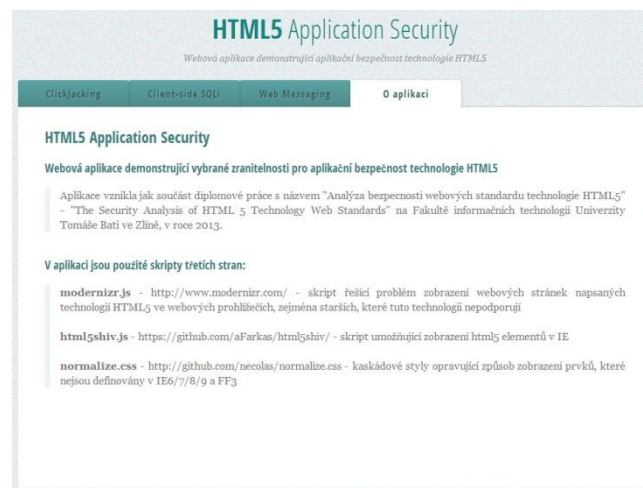 HTML5 Application Security
Webová aplikace demonstrující aplikační bezpečnost technologie HTML5
ClickJacking
Client-side SQLi
Web Messaging
O aplikaci
HTML5 Application Security
Webová aplikace demonstrující vybrané zranitelnosti pro aplikační bezpečnost technologie HTML5
Aplikace vznikla jak součást diplomové práce s názvem "Analýza bezpecnosti webových standardu technologie HTML5"
- "The Security Analysis of HTML 5 Technology Web Standards" na Fakultě informačních technologií Univerzity
Tomáše Bati ve Zlíně, v roce 2013.
V aplikaci jsou použité skripty třetích stran:
modernizr.js - http://www.modernizr.com/ - skript řešící problém zobrazení webových stránek napsaných
technologií HTML5 ve webových prohlížečích, zejména starších, které tuto technologii nepodporují
html5shiv.js - https://github.com/aFarkas/html5shiv/ - skript umožňující zobrazení html5 elementů v IE
normalize.css - http://github.com/necolas/normalize.css - kaskádové styly opravující způsob zobrazení prvků, které
nejsou definovány v IE6/7/8/9 a FF3